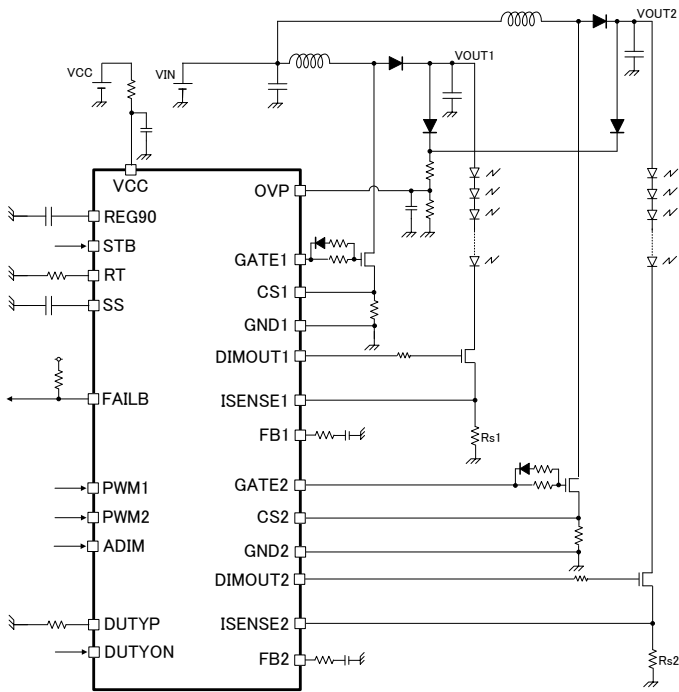 VOUT2
VOUT1
VCC
VIN
VCC
OVP
REG90
STB
GATE1
RT
CS1
SS
GND1
DIMOUT1
FAILB
ISENSE1
FB1
Rs1
PWM1
GATE2
PWM2
CS2
ADIM
GND2
DIMOUT2
DUTYP
ISENSE2
DUTYON
FB2
Rs2